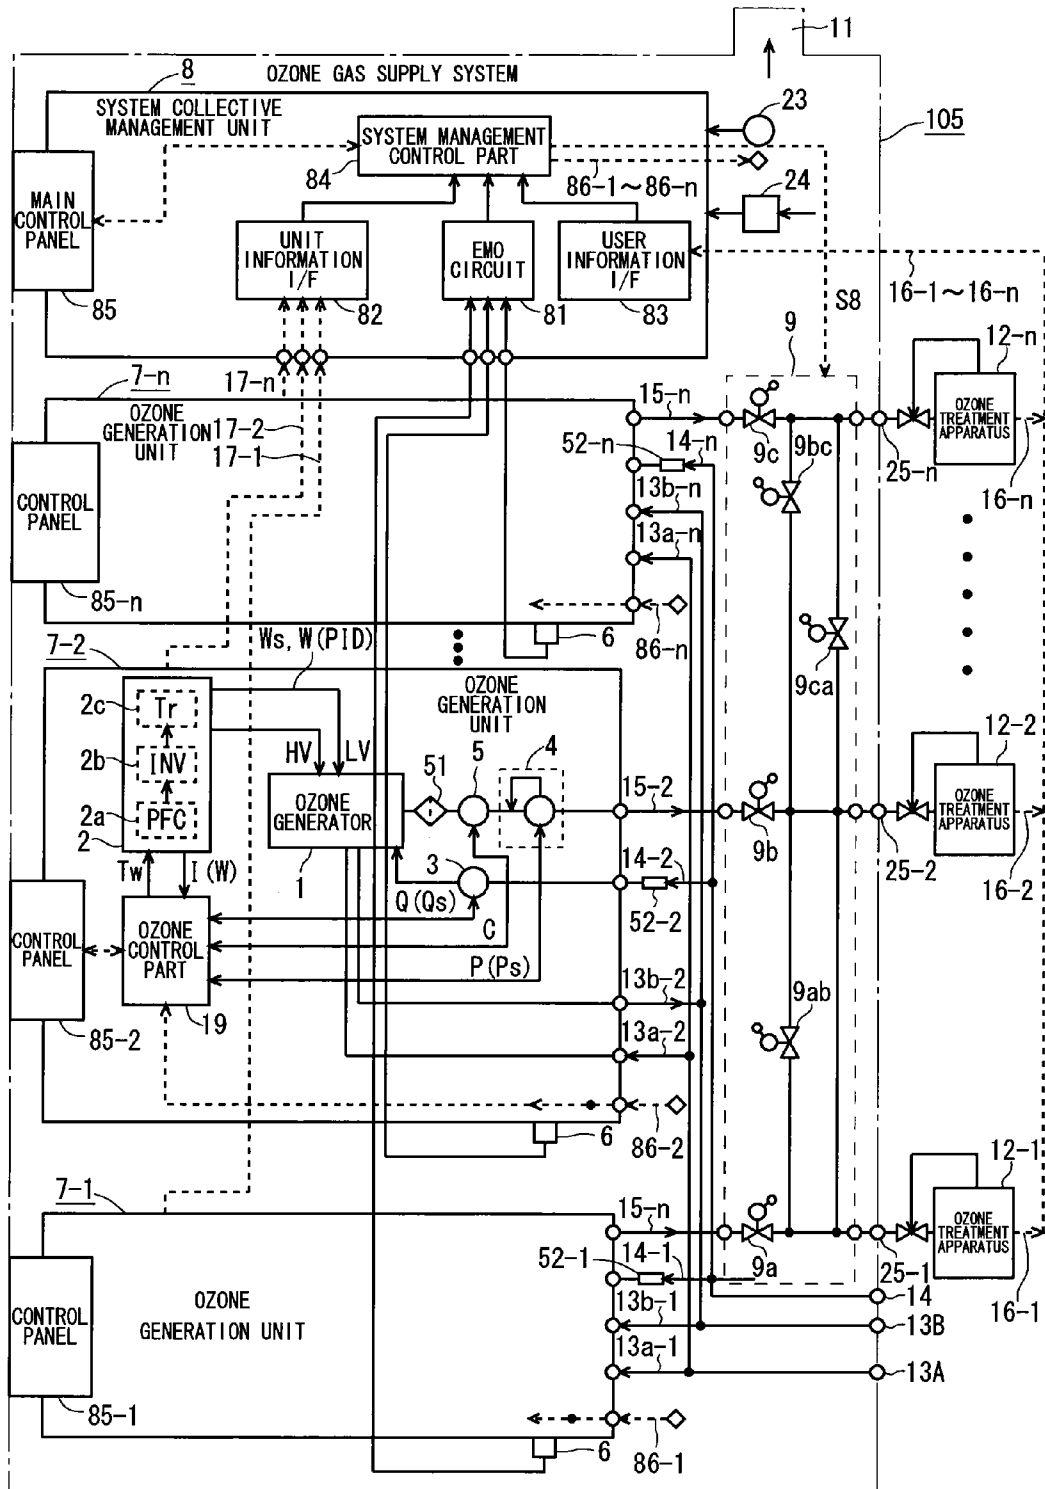 11
8
OZONE GAS SUPPLY SYSTEM
SYSTEM COLLECTIVE
MANAGEMENT UNIT
23
105
SYSTEM MANAGEMENT
CONTROL PART
84
86-1~86-n
24
MAIN
CONTROL
PANEL
UNIT
INFORMATION
I/F
EMO
CIRCUIT
USER
INFORMATION
I/F
85
82
81
83
16-1~16-n
S8
9
12-n
7-n
17-n
OZONE
GENERATION
UNIT
17-2
17-1
15-n
52-n
14-n
9c
9bc
25-n
OZONE
TREATMENT
APPARATUS
16-n
CONTROL
PANEL
13b-n
13a-n
85-n
6
86-n
9ca
7-2
Ws, W(PID)
OZONE
GENERATION
UNIT
2c
Tr
2b
INV
2a
PFC
2
HV
LV
51
5
4
OZONE
GENERATOR
1
3
15-2
9b
12-2
OZONE
TREATMENT
APPARATUS
25-2
16-2
14-2
52-2
Tw
I(W)
Q(Qs)
C
P(Ps)
CONTROL
PANEL
OZONE
CONTROL
PART
19
85-2
13b-2
13a-2
9ab
6
86-2
7-1
15-n
52-1
14-1
9a
12-1
OZONE
TREATMENT
APPARATUS
25-1
16-1
CONTROL
PANEL
OZONE
GENERATION UNIT
13b-1
13a-1
14
13B
13A
85-1
6
86-1